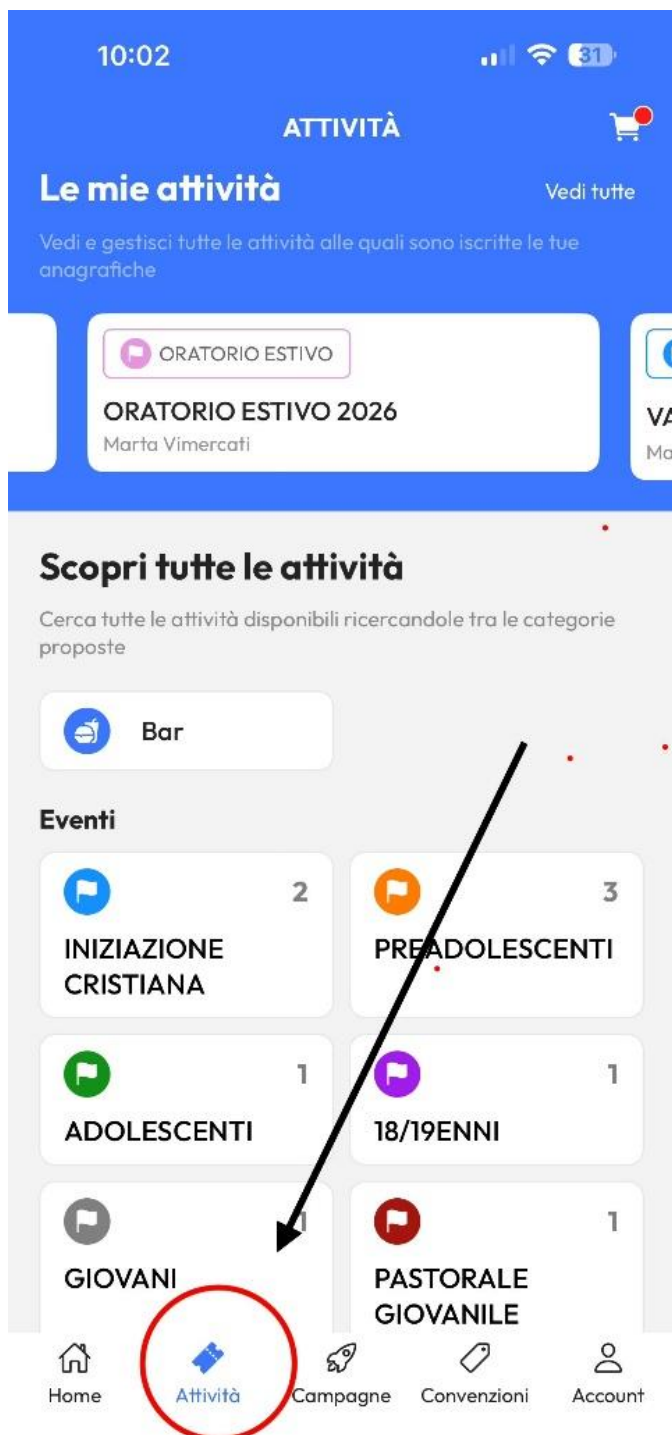 10:02
31
ATTIVITÀ
Le mie attività
Vedi tutte
Vedi e gestisci tutte le attività alle quali sono iscritte le tue
anagrafiche
ORATORIO ESTIVO
ORATORIO ESTIVO 2026
Marta Vimercati
VA
Ma
Scopri tutte le attività
Cerca tutte le attività disponibili ricercandole tra le categorie
proposte
Bar
Eventi
2
INIZIAZIONE
CRISTIANA
3
PREADOLESCENTI
1
ADOLESCENTI
1
18/19ENNI
1
GIOVANI
1
PASTORALE
GIOVANILE
Home
Attività
Campagne
Convenzioni
Account